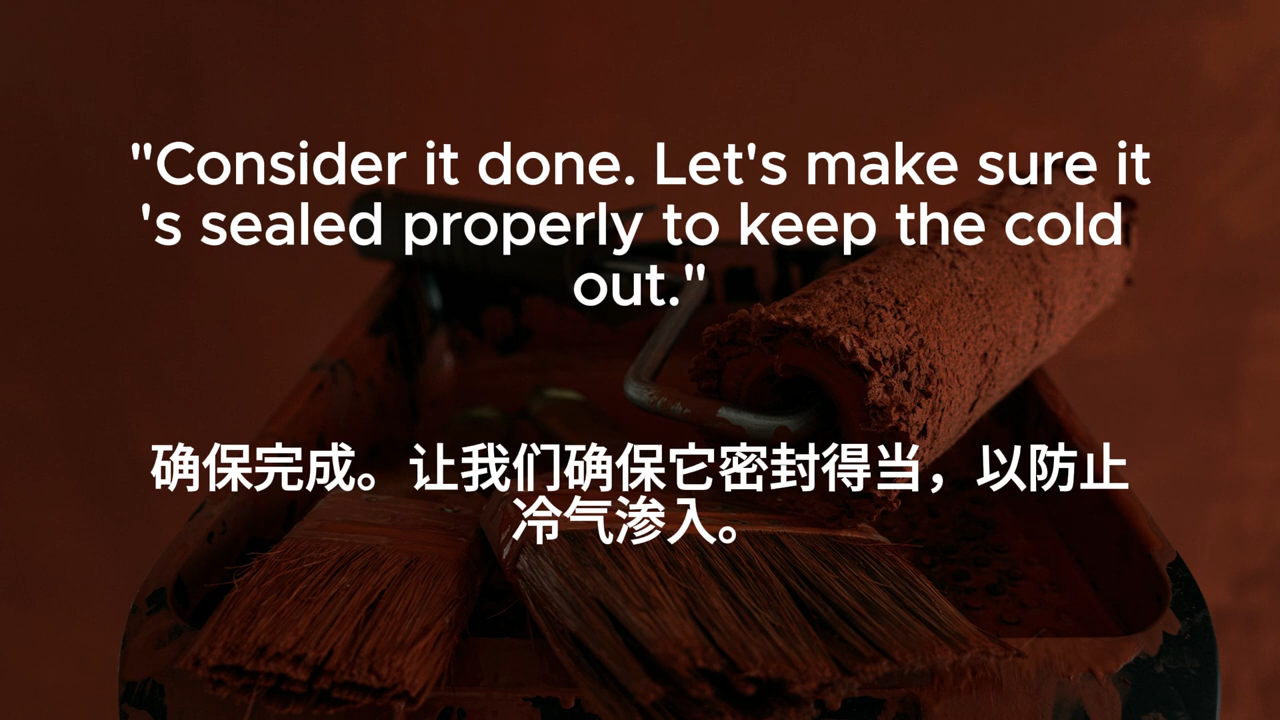 "Consider it done. Let's make sure it
's sealed properly to keep the cold
out."
确保完成。让我们确保它密封得当，以防止
冷气渗入。